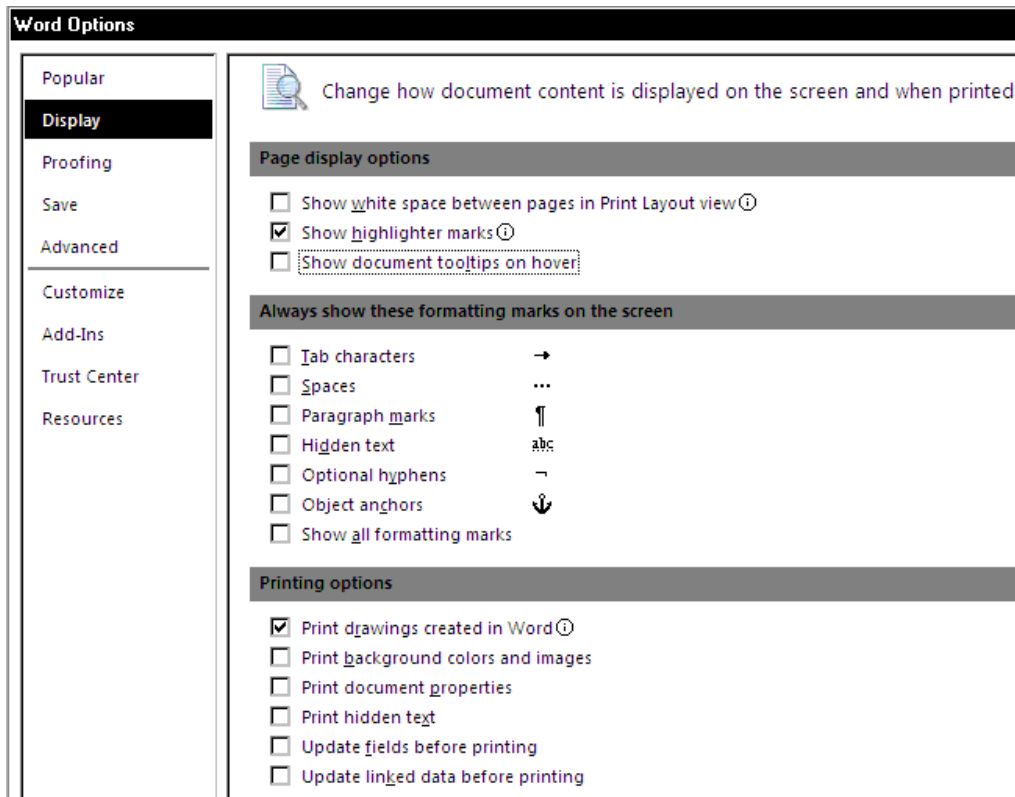 Word Options
Popular
Display
Proofing
Save
Advanced
Customize
Add-Ins
Trust Center
Resources
Change how document content is displayed on the screen and when printed
Page display options
Show white space between pages in Print Layout view
Show highlighter marks
Show document tooltips on hover
Always show these formatting marks on the screen
Tab characters →
Spaces ...
Paragraph marks ¶
Hidden text abc
Optional hyphens ¬
Object anchors
Show all formatting marks
Printing options
Print drawings created in Word
Print background colors and images
Print document properties
Print hidden text
Update fields before printing
Update linked data before printing